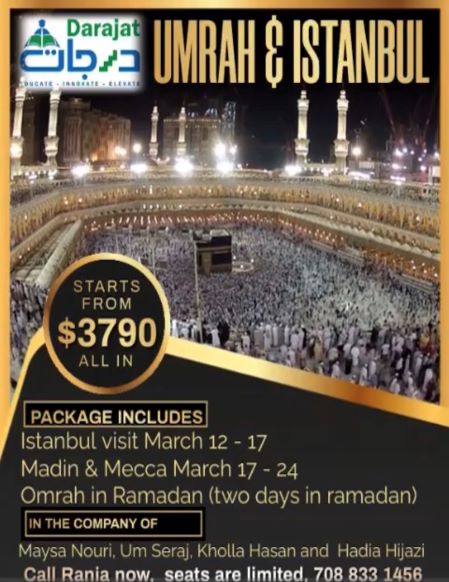 Darajat
درجات
EDUCATE - INNOVATE - ELEVATE
UMRAH & ISTANBUL
STARTS
FROM
$3790
ALL IN
PACKAGE INCLUDES
Istanbul visit March 12 - 17
Madin & Mecca March 17 - 24
Omrah in Ramadan (two days in ramadan)
IN THE COMPANY OF
Maysa Nouri, Um Seraj, Kholla Hasan and Hadia Hijazi
Call Rania now, seats are limited, 708 833 1456